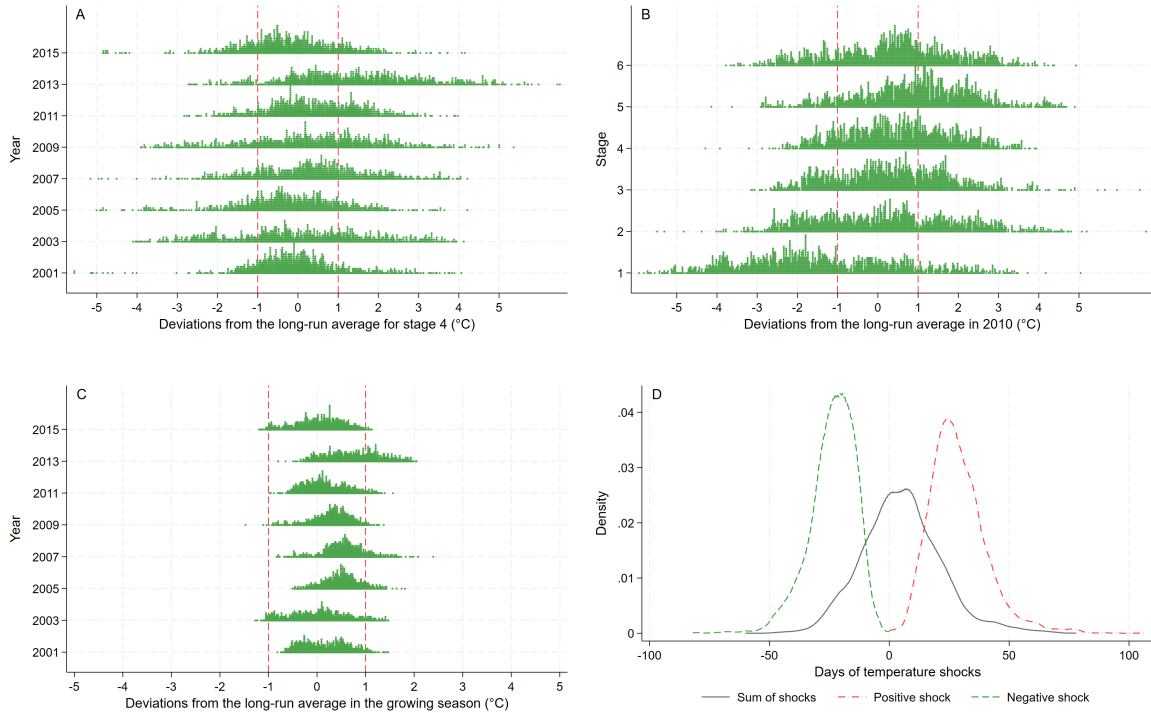 A
2015
2013
2011
2009
2007
2005
2003
2001
Year
-5 -4 -3 -2 -1 0 1 2 3 4 5
Deviations from the long-run average for stage 4 (°C)
B
6
5
4
3
2
1
Stage
-5 -4 -3 -2 -1 0 1 2 3 4 5
Deviations from the long-run average in 2010 (°C)
C
2015
2013
2011
2009
2007
2005
2003
2001
Year
-5 -4 -3 -2 -1 0 1 2 3 4 5
Deviations from the long-run average in the growing season (°C)
D
.04
.03
.02
.01
0
Density
-100 -50 0 50 100
Days of temperature shocks
Sum of shocks Positive shock Negative shock